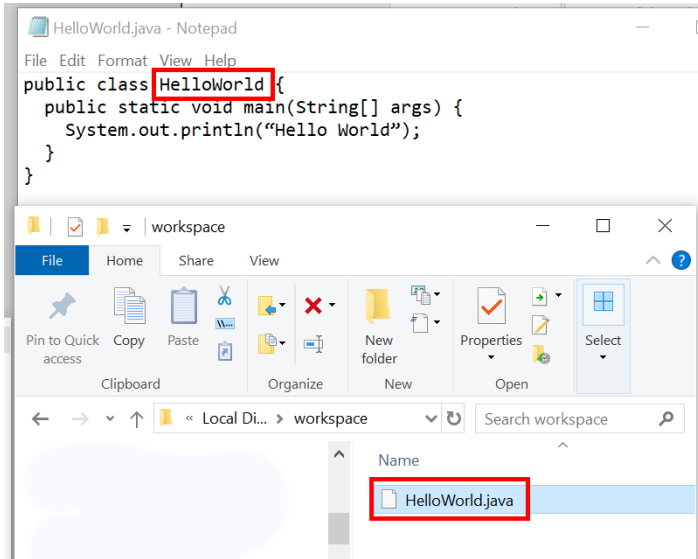 HelloWorld.java - Notepad
File Edit Format View Help
public class HelloWorld {
public static void main(String[] args) {
System.out.println(“Hello World”);
}
}
workspace
File Home Share View
Pin to Quick access
Copy
Paste
W...
New folder
Properties
Select
Clipboard Organize New Open
« Local Di... > workspace
Search workspace
Name
HelloWorld.java